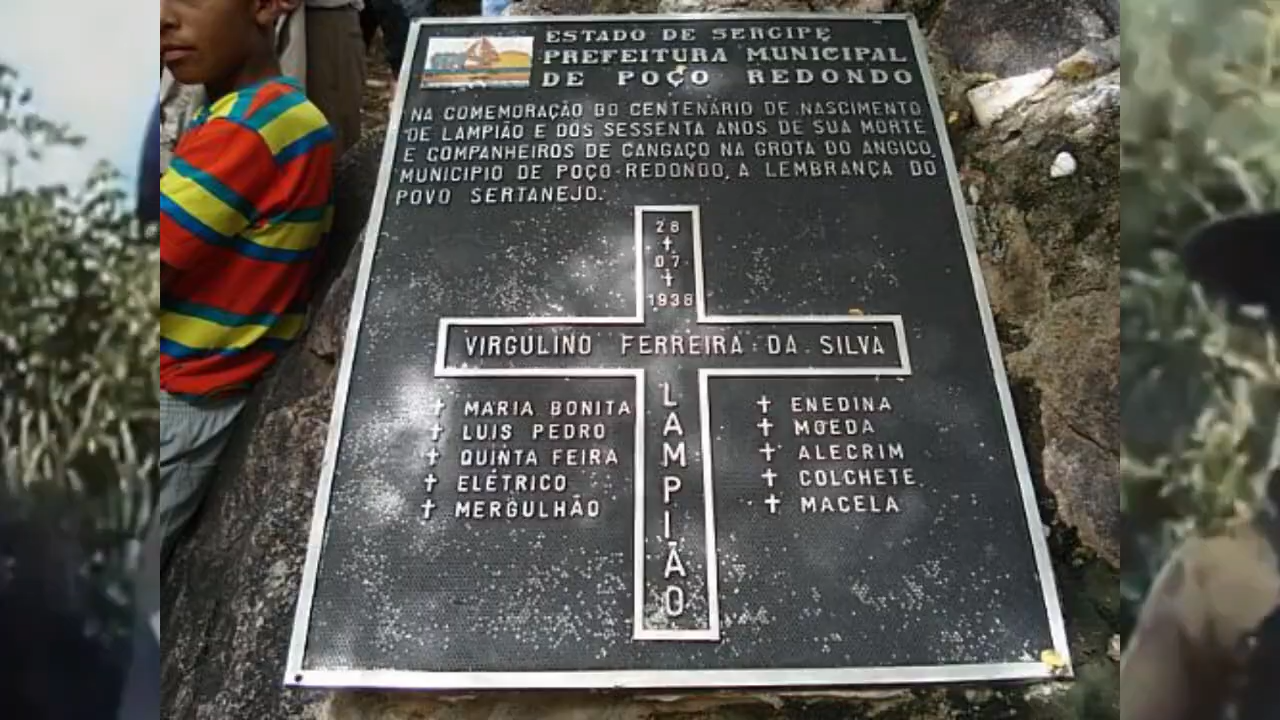 ESTADO DE SERGIPE
PREFEITURA MUNICIPAL
DE POÇO REDONDO
NA COMEMORAÇÃO DO CENTENÁRIO DE NASCIMENTO
DE LAMPIÃO E DOS SESSENTA ANOS DE SUA MORTE
E COMPANHEIROS DE CANGAÇO NA GROTA DO ANGICO,
MUNICIPIO DE POÇO REDONDO, A LEMBRANÇA DO
POVO SERTANEJO.
28
07
1938
VIRGULINO FERREIRA DA SILVA
LAMPIÃO
MARIA BONITA
LUIS PEDRO
QUINTA FEIRA
ELÉTRICO
MERGULHÃO
ENEDINA
MOEDA
ALECRIM
COLCHETE
MACELA